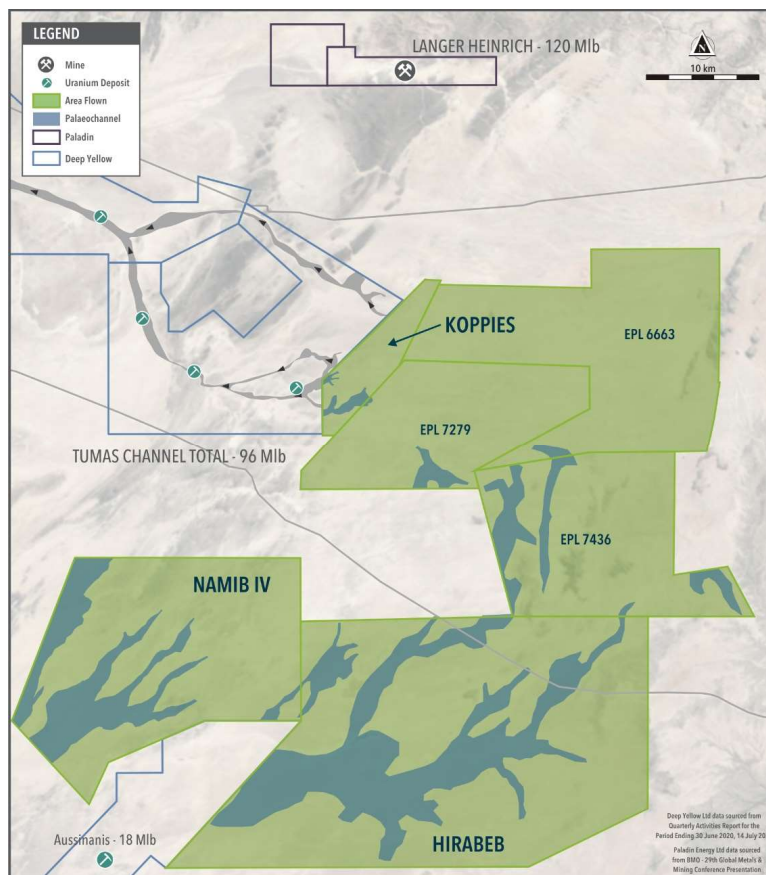 LEGEND
Mine
Uranium Deposit
Area Flown
Palaeochannel
Paladin
Deep Yellow
LANGER HEINRICH - 120 Mlb
N
10 km
KOPPIES
EPL 6663
EPL 7279
TUMAS CHANNEL TOTAL - 96 Mlb
EPL 7436
NAMIB IV
HIRABEB
Aussinanis - 18 Mlb
Deep Yellow Ltd data sourced from
Quarterly Activities Report for the
Period Ending 30 June 2020, 14 July 20
Paladin Energy Ltd data sourced
from BMO - 29th Global Metals &
Mining Conference Presentation